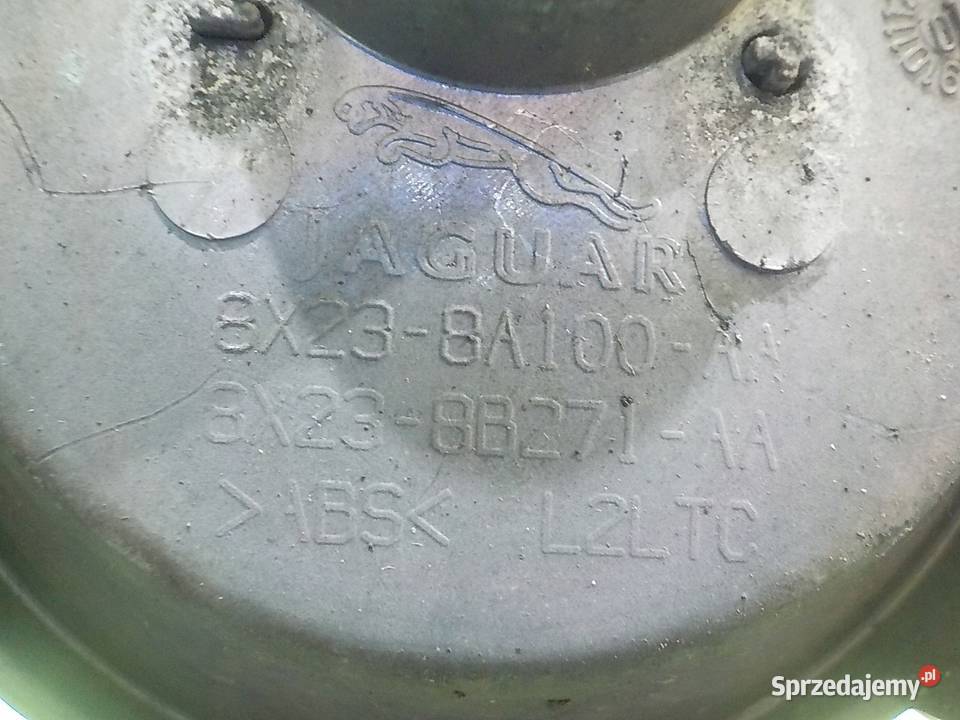 JAGUAR
8X23-8A100-AA
8X23-8B271-AA
>ABS< L2LTC
Sprzedajemy.pl